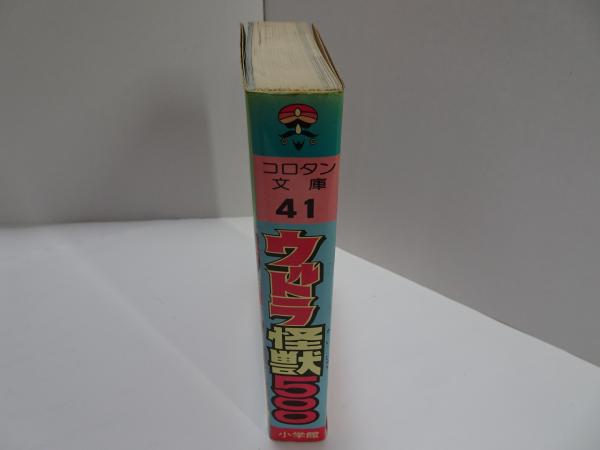 コロタン
文庫
41
ウルトラ
怪獣
500
小学館